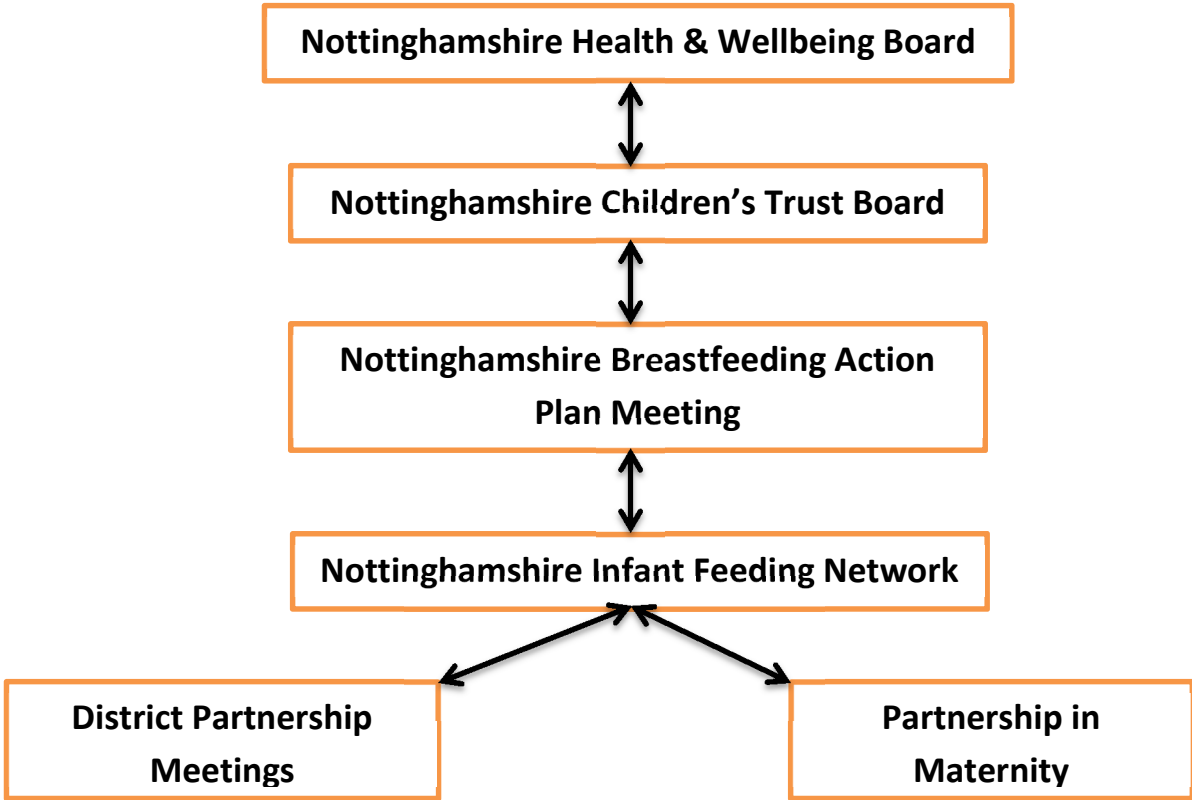 Nottinghamshire Health & Wellbeing Board
Nottinghamshire Children’s Trust Board
Nottinghamshire Breastfeeding Action
Plan Meeting
Nottinghamshire Infant Feeding Network
District Partnership
Meetings
Partnership in
Maternity